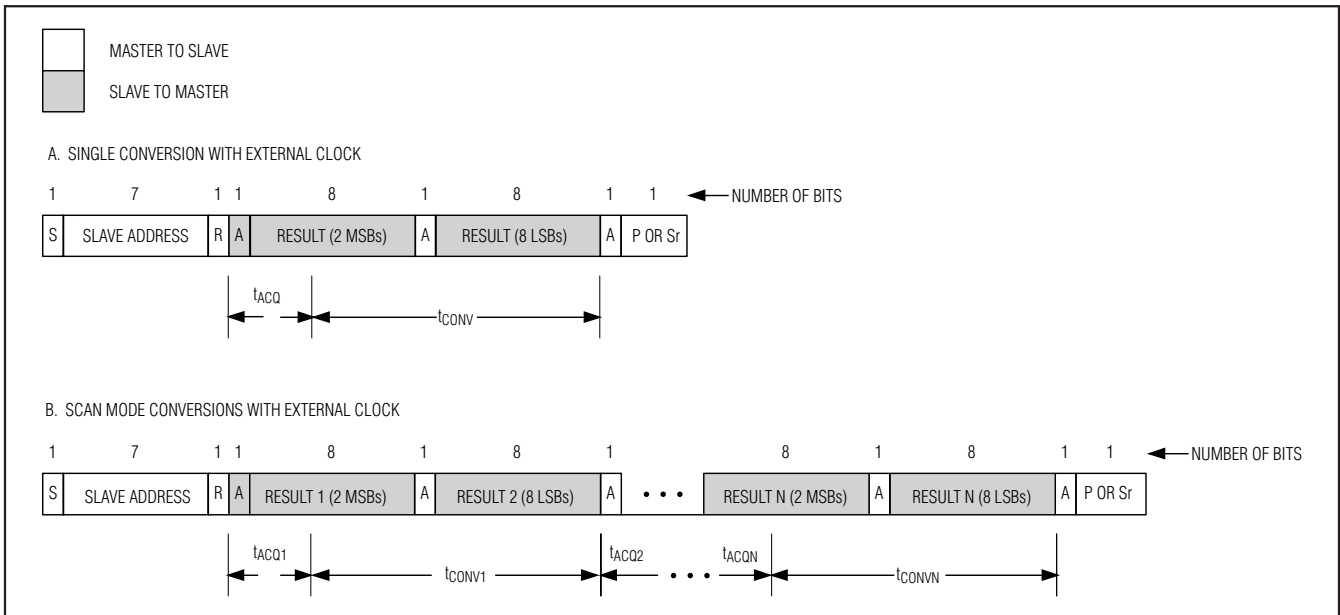 MASTER TO SLAVE
SLAVE TO MASTER
A. SINGLE CONVERSION WITH EXTERNAL CLOCK
1 7 1 1 8 1 8 1 1 NUMBER OF BITS
S SLAVE ADDRESS R A RESULT (2 MSBs) A RESULT (8 LSBs) A P OR Sr
tACQ
tCONV
B. SCAN MODE CONVERSIONS WITH EXTERNAL CLOCK
1 7 1 1 8 1 8 1 8 1 8 1 1 NUMBER OF BITS
S SLAVE ADDRESS R A RESULT 1 (2 MSBs) A RESULT 2 (8 LSBs) A • • • RESULT N (2 MSBs) A RESULT N (8 LSBs) A P OR Sr
tACQ1 tACQ2 tACQN
tCONV1 • • • tCONVN